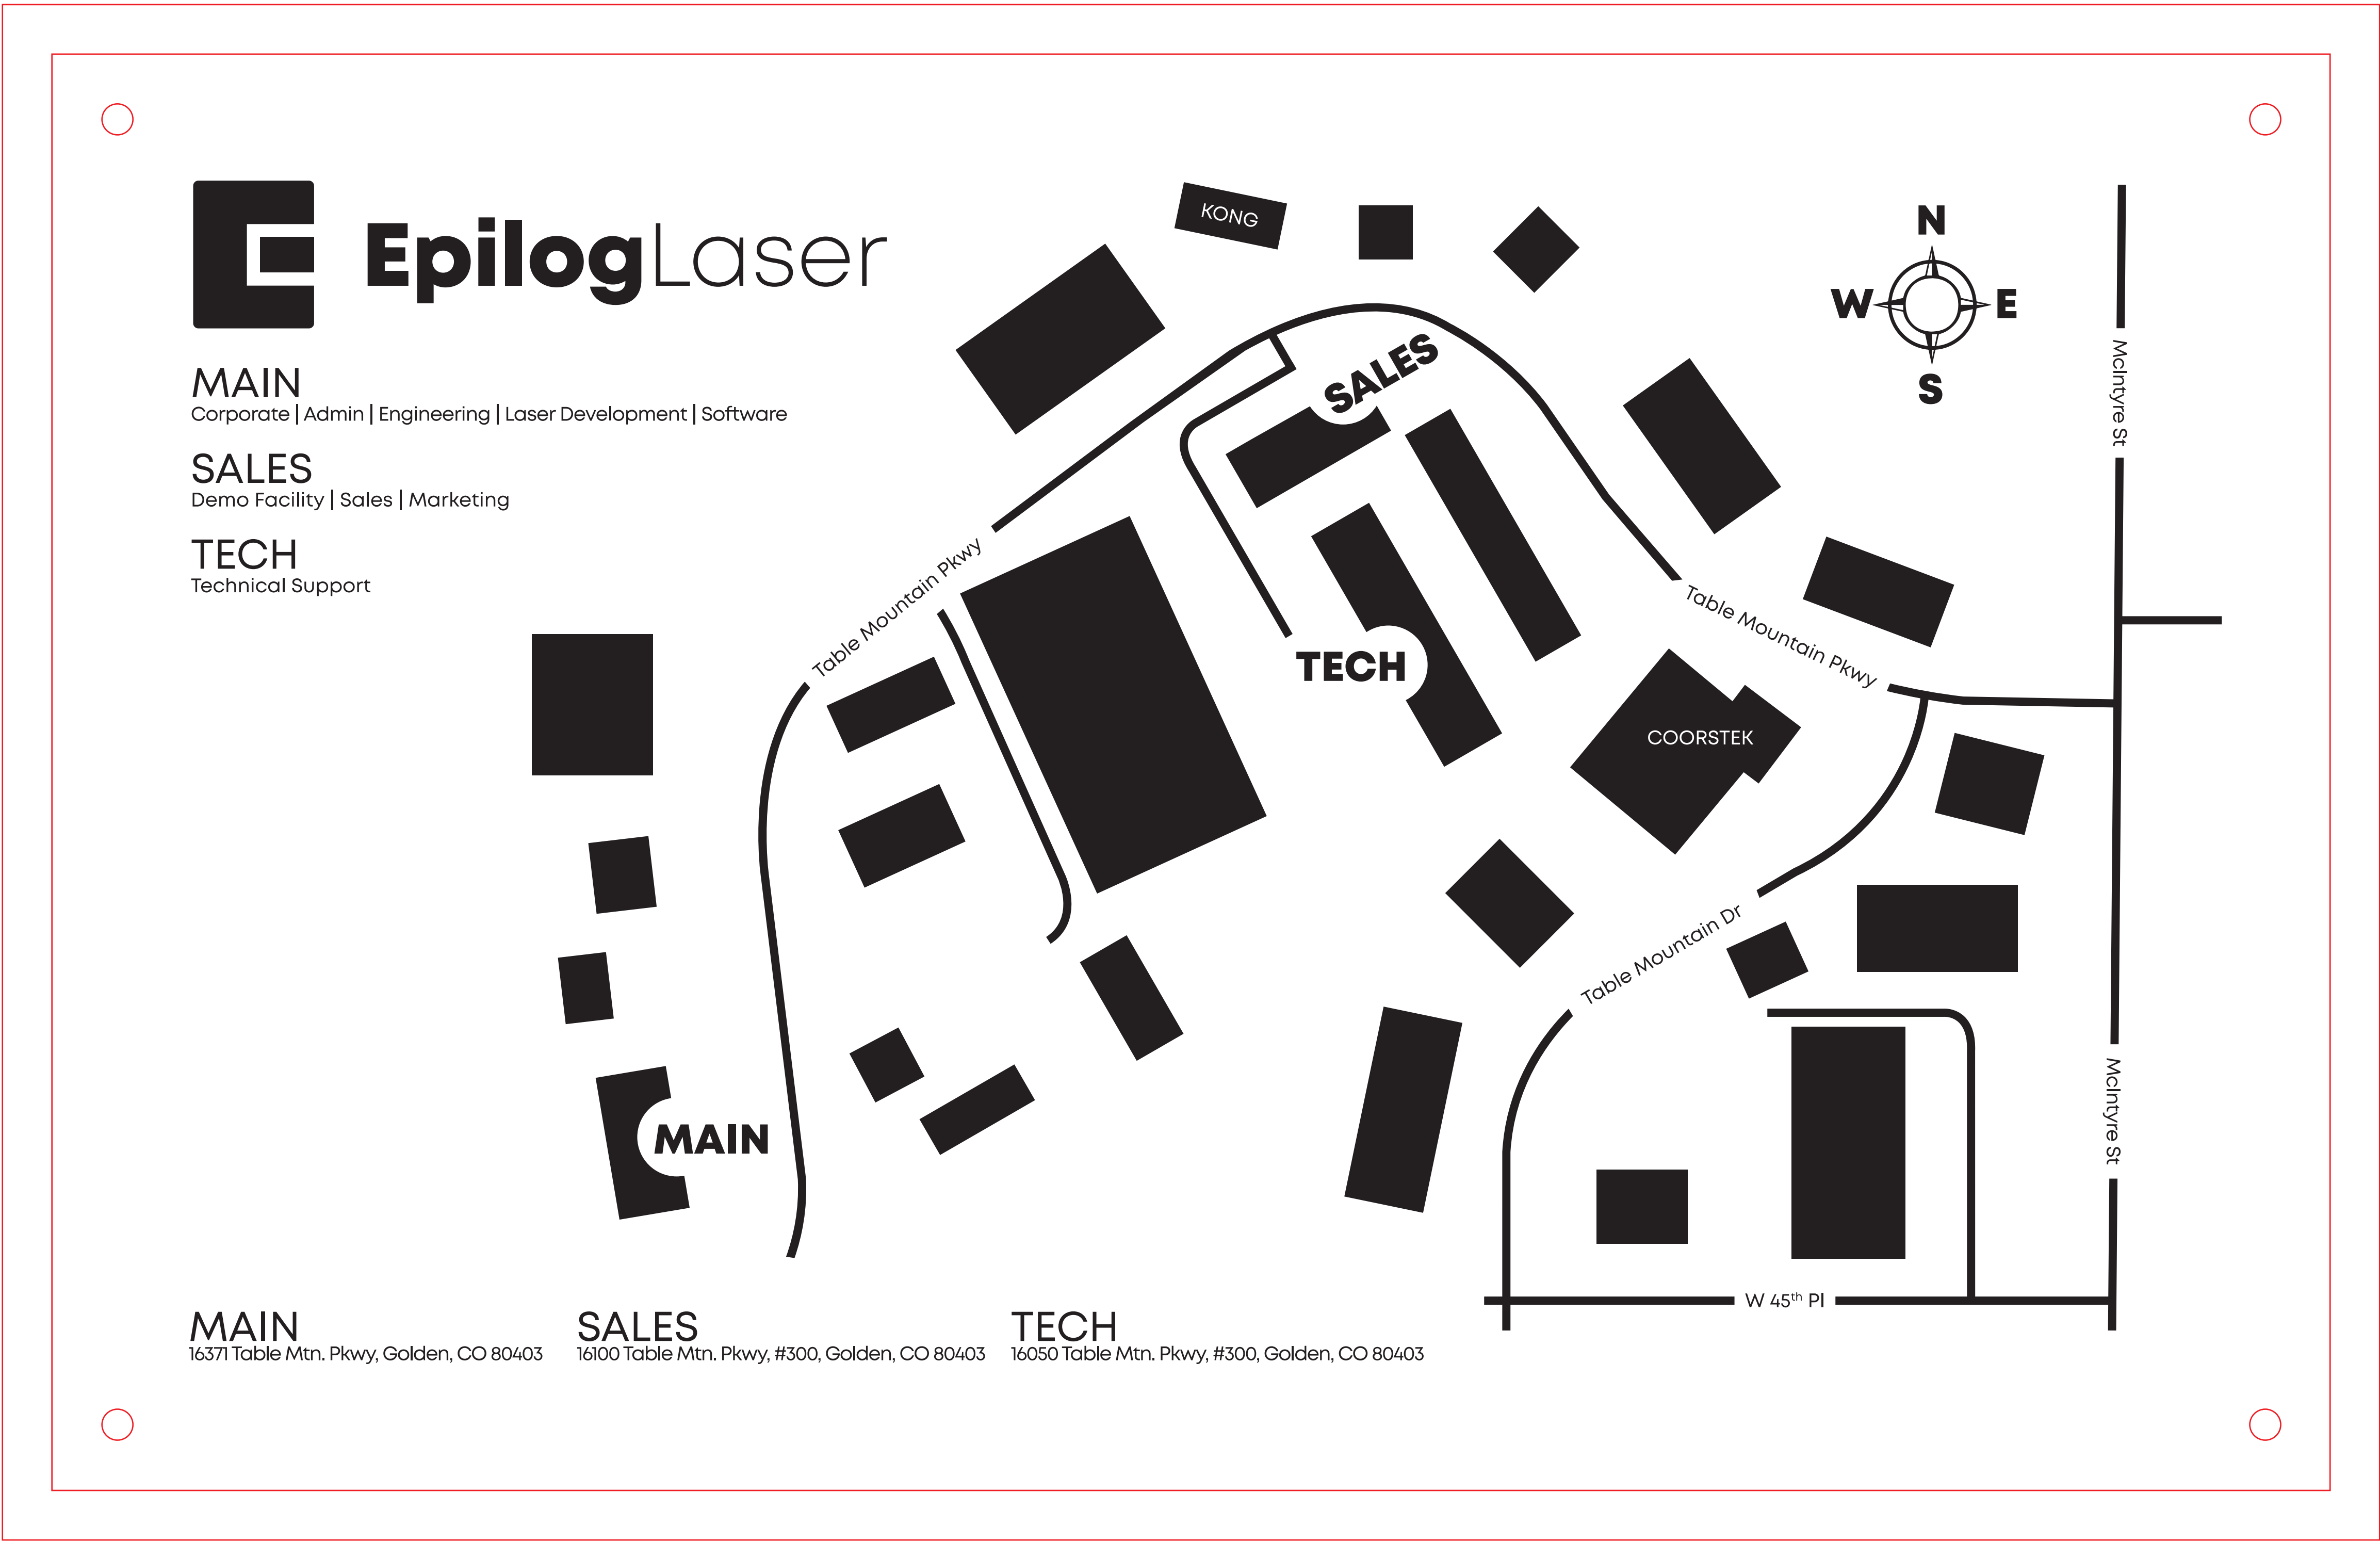 EpilogLaser
MAIN
Corporate | Admin | Engineering | Laser Development | Software
SALES
Demo Facility | Sales | Marketing
TECH
Technical Support
KONG
N
W
E
S
McIntyre St
SALES
Table Mountain Pkwy
Table Mountain Pkwy
TECH
COORSTEK
Table Mountain Dr
McIntyre St
MAIN
W 45th Pl
MAIN
16371 Table Mtn. Pkwy, Golden, CO 80403
SALES
16100 Table Mtn. Pkwy, #300, Golden, CO 80403
TECH
16050 Table Mtn. Pkwy, #300, Golden, CO 80403